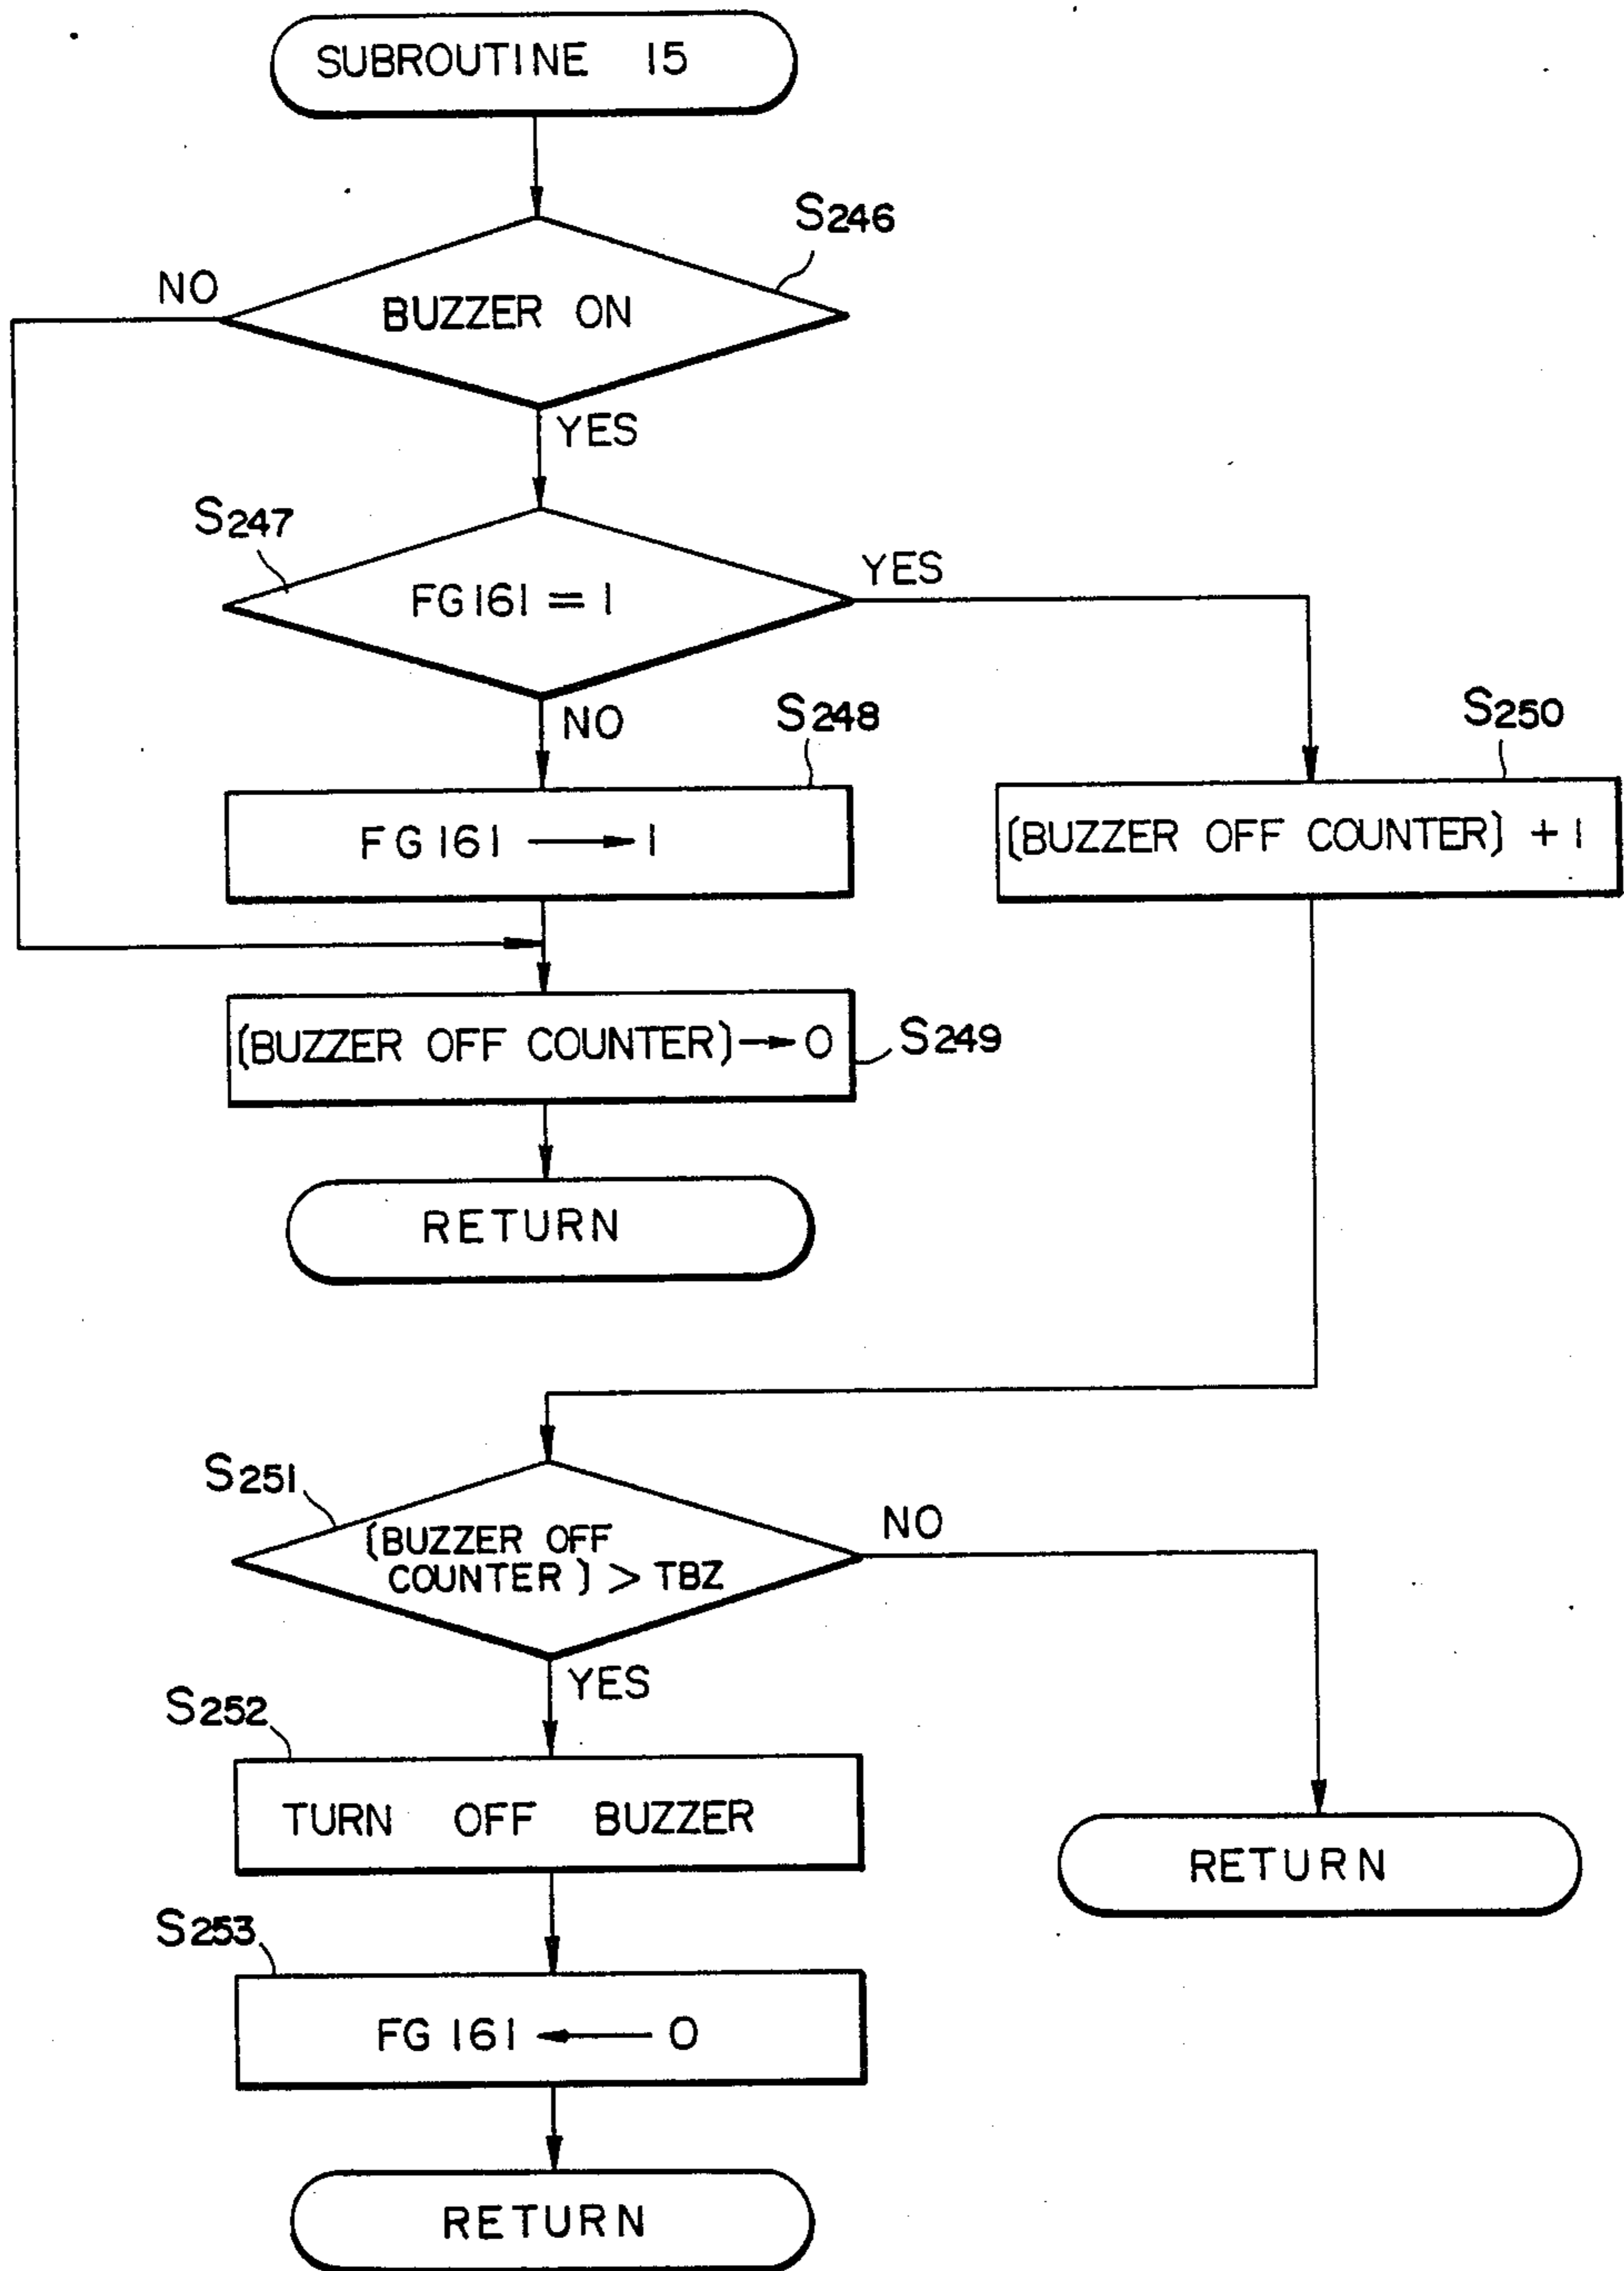 SUBROUTINE 15
S246
NO
BUZZER ON
YES
S247
FG161 = 1
YES
NO
S248
FG161 → 1
S250
(BUZZER OFF COUNTER) + 1
(BUZZER OFF COUNTER) → 0
S249
RETURN
S251
(BUZZER OFF
COUNTER) > TBZ
NO
YES
S252
TURN OFF BUZZER
RETURN
S253
FG161 ← 0
RETURN